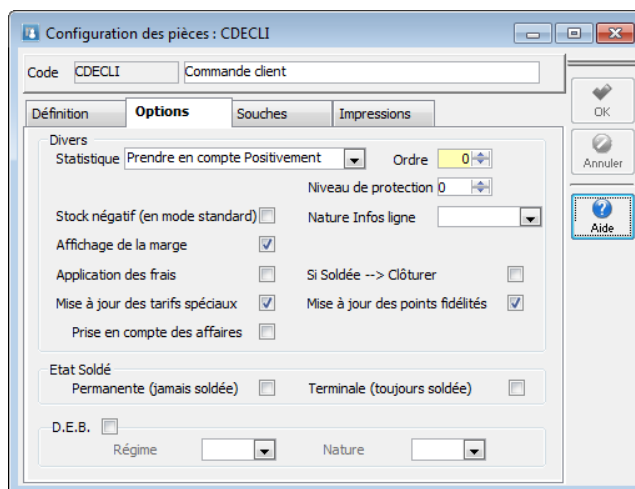 Configuration des pièces : CDECLI
Code CDECLI Commande client
Définition Options Souches Impressions
OK
Annuler
Aide
Divers
Statistique Prendre en compte Positivement Ordre 0
Niveau de protection 0
Stock négatif (en mode standard) Nature Infos ligne
Affichage de la marge
Application des frais Si Soldée --> Clôturer
Mise à jour des tarifs spéciaux Mise à jour des points fidélités
Prise en compte des affaires
Etat Soldé
Permanente (jamais soldée) Terminale (toujours soldée)
D.E.B.
Régime Nature